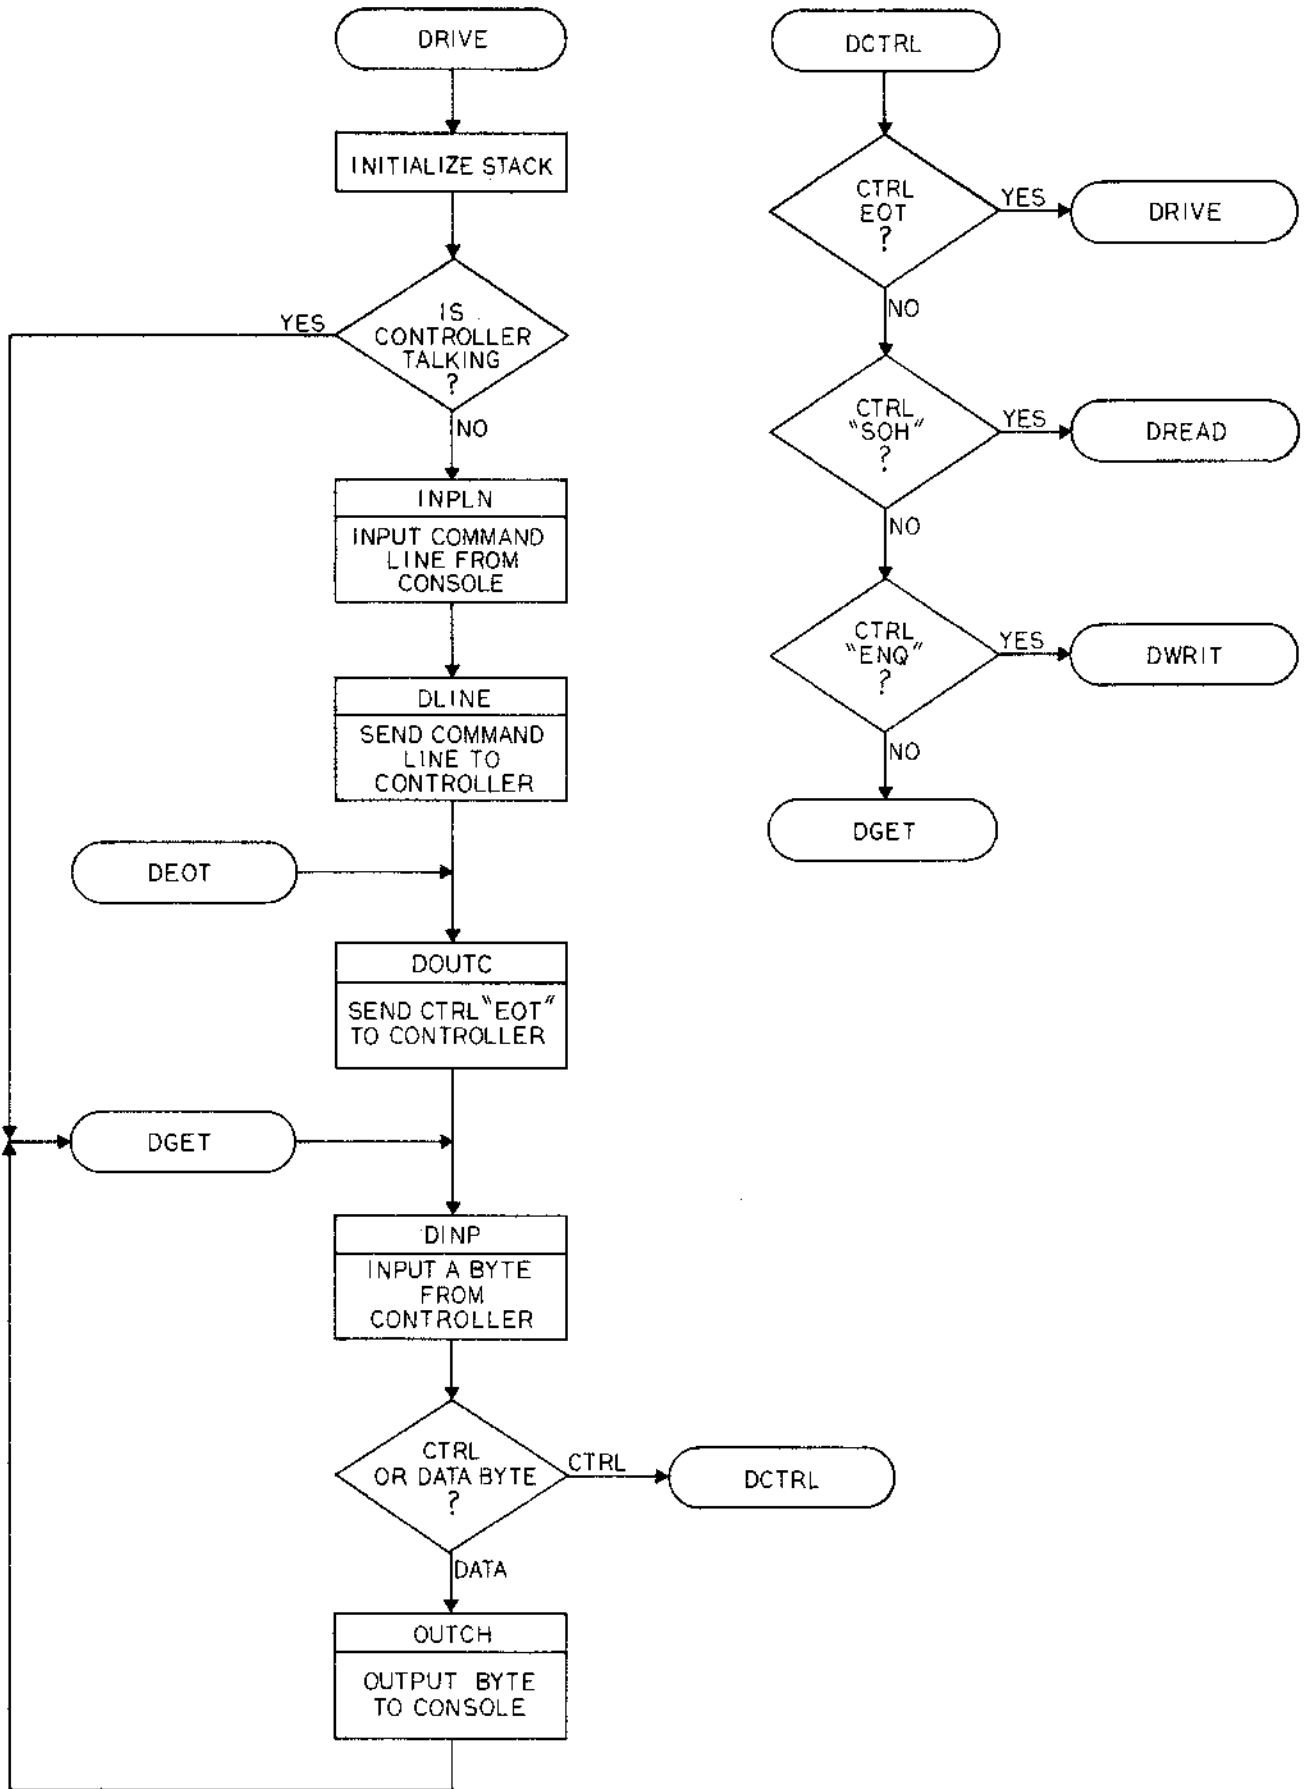 DRIVE
INITIALIZE STACK
IS
CONTROLLER
TALKING
?
YES
NO
INPLN
INPUT COMMAND
LINE FROM
CONSOLE
DLINE
SEND COMMAND
LINE TO
CONTROLLER
DEOT
DOUTC
SEND CTRL "EOT"
TO CONTROLLER
DGET
DINP
INPUT A BYTE
FROM
CONTROLLER
CTRL
OR DATA BYTE
?
CTRL
DCTRL
DATA
OUTCH
OUTPUT BYTE
TO CONSOLE
DCTRL
CTRL
EOT
?
YES
DRIVE
NO
CTRL
"SOH"
?
YES
DREAD
NO
CTRL
"ENQ"
?
YES
DWRIT
NO
DGET